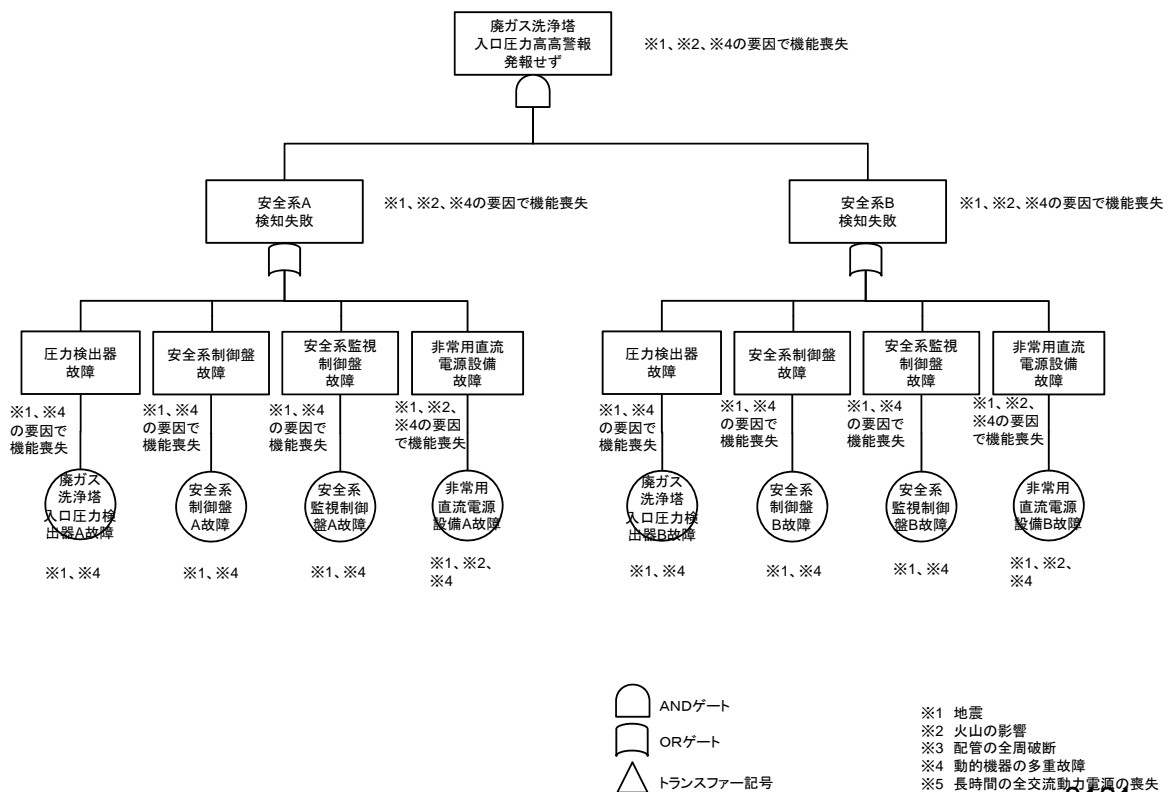 廃ガス洗浄塔
入口圧力高高警報
発報せず
※1、※2、※4の要因で機能喪失
安全系A
検知失敗
※1、※2、※4の要因で機能喪失
安全系B
検知失敗
※1、※2、※4の要因で機能喪失
圧力検出器
故障
安全系制御盤
故障
安全系監視
制御盤
故障
非常用直流
電源設備
故障
圧力検出器
故障
安全系制御盤
故障
安全系監視
制御盤
故障
非常用直流
電源設備
故障
※1、※4
の要因で
機能喪失
※1、※4
の要因で
機能喪失
※1、※4
の要因で
機能喪失
※1、※2、
※4の要因
で機能喪失
※1、※4
の要因で
機能喪失
※1、※4
の要因で
機能喪失
※1、※4
の要因で
機能喪失
※1、※2、
※4の要因
で機能喪失
廃ガス
洗浄塔
入口圧力検
出器A故障
安全系
制御盤
A故障
安全系
監視制御
盤A故障
非常用
直流電源
設備A故障
廃ガス
洗浄塔
入口圧力検
出器B故障
安全系
制御盤
B故障
安全系
監視制御
盤B故障
非常用
直流電源
設備B故障
※1、※4
※1、※4
※1、※4
※1、※2、
※4
※1、※4
※1、※4
※1、※4
※1、※2、
※4
ANDゲート
ORゲート
トランスファー記号
※1 地震
※2 火山の影響
※3 配管の全周破断
※4 動的機器の多重故障
※5 長時間の全交流動力電源の喪失